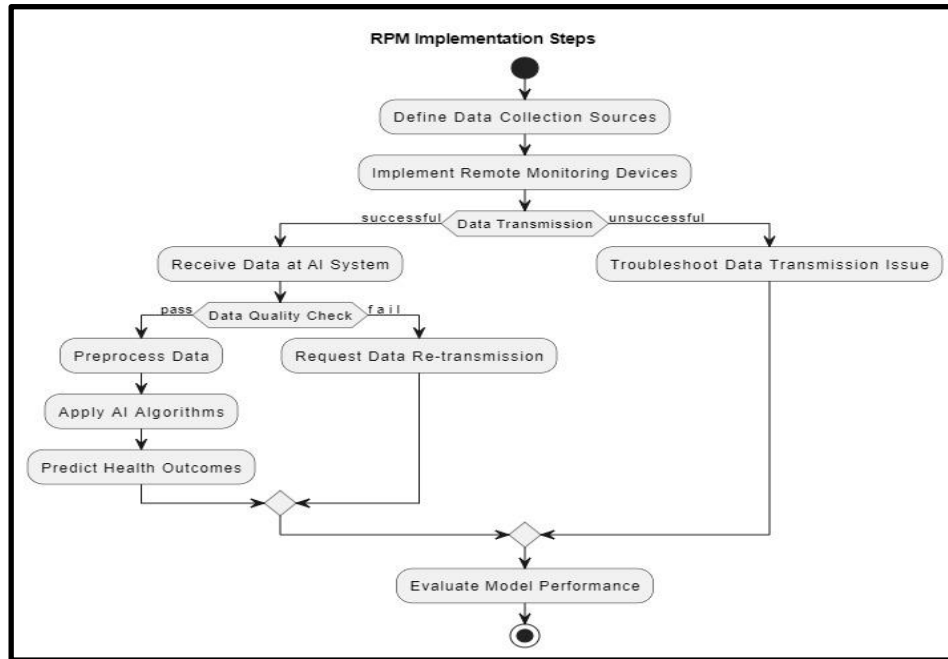 RPM Implementation Steps
Define Data Collection Sources
Implement Remote Monitoring Devices
successful
Data Transmission
unsuccessful
Receive Data at AI System
Troubleshoot Data Transmission Issue
pass
Data Quality Check
fail
Preprocess Data
Request Data Re-transmission
Apply AI Algorithms
Predict Health Outcomes
Evaluate Model Performance